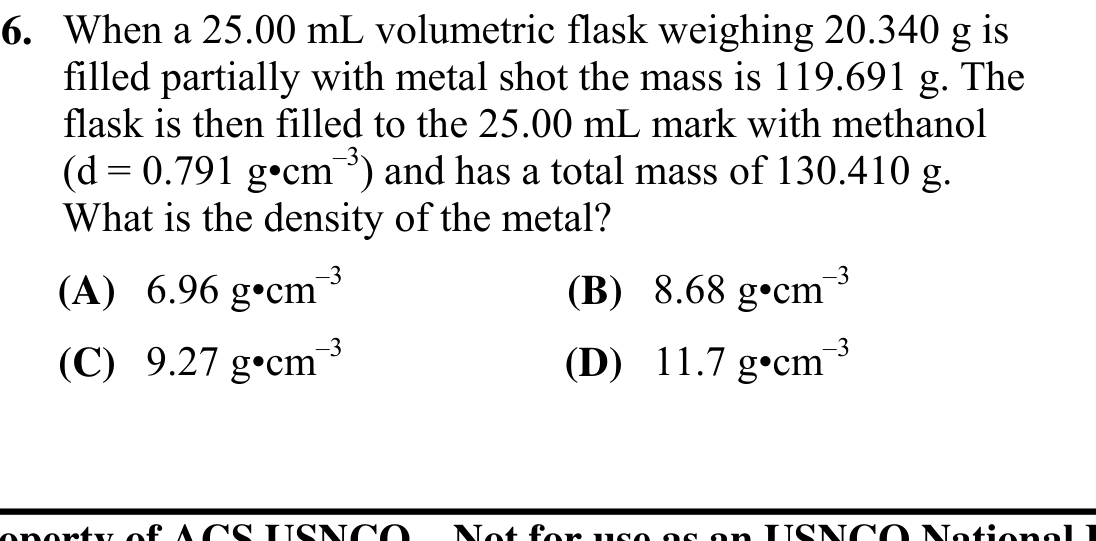 6. When a 25.00 mL volumetric flask weighing 20.340 g is
filled partially with metal shot the mass is 119.691 g. The
flask is then filled to the 25.00 mL mark with methanol
(d = 0.791 g•cm⁻³) and has a total mass of 130.410 g.
What is the density of the metal?
(A) 6.96 g•cm⁻³ (B) 8.68 g•cm⁻³
(C) 9.27 g•cm⁻³ (D) 11.7 g•cm⁻³
operty of ACS USNCO Not for use as an USNCO National